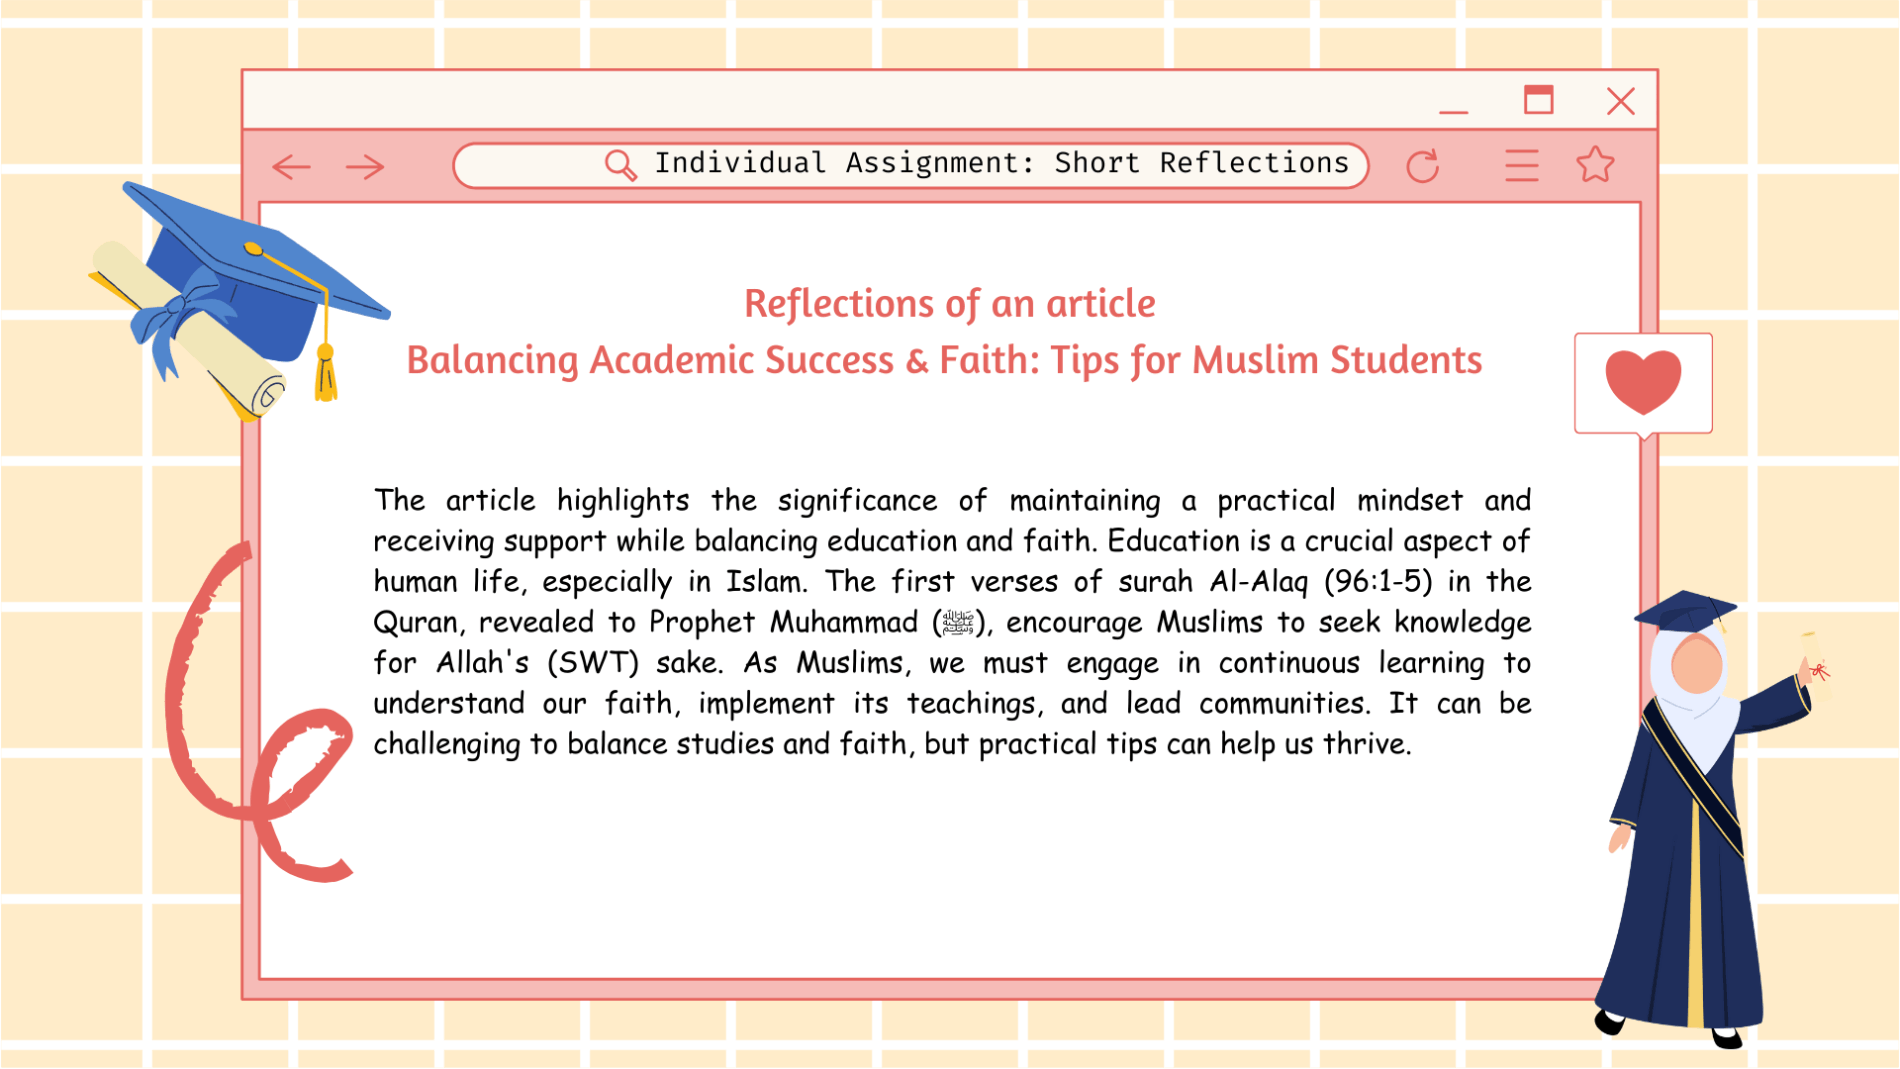 Individual Assignment: Short Reflections
Reflections of an article
Balancing Academic Success & Faith: Tips for Muslim Students
The article highlights the significance of maintaining a practical mindset and
receiving support while balancing education and faith. Education is a crucial aspect of
human life, especially in Islam. The first verses of surah Al-Alaq (96:1-5) in the
Quran, revealed to Prophet Muhammad (ﷺ), encourage Muslims to seek knowledge
for Allah's (SWT) sake. As Muslims, we must engage in continuous learning to
understand our faith, implement its teachings, and lead communities. It can be
challenging to balance studies and faith, but practical tips can help us thrive.